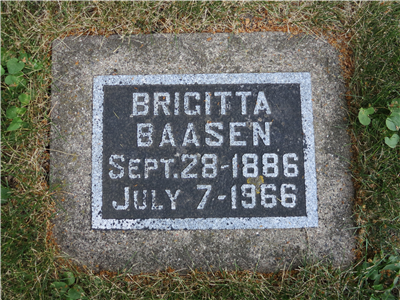 BRIGITTA
BAASEN
SEPT. 28-1886
JULY 7-1966